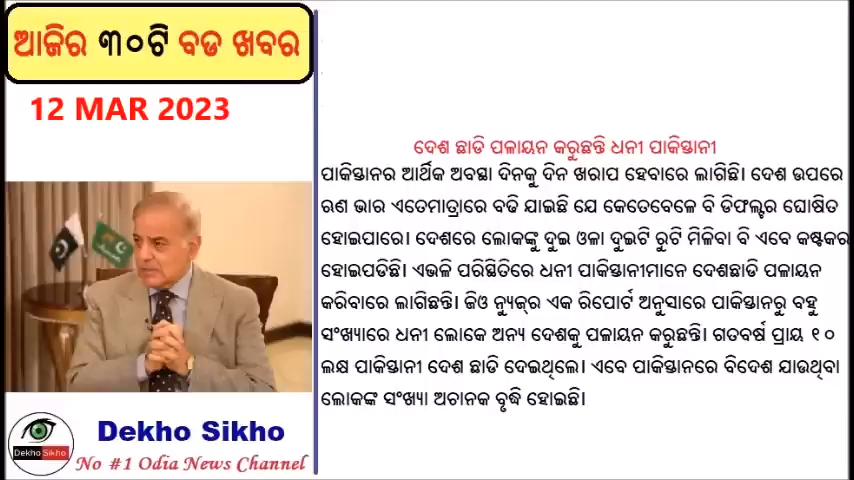 ଆଜିର ୩୦ଟି ବଡ ଖବର
12 MAR 2023
ଦେଶ ଛାଡି ପଳାୟନ କରୁଛନ୍ତି ଧନୀ ପାକିସ୍ତାନୀ
ପାକିସ୍ତାନର ଆର୍ଥିକ ଅବସ୍ଥା ଦିନକୁ ଦିନ ଖରାପ ହେବାରେ ଲାଗିଛି। ଦେଶ ଉପରେ
ଋଣ ଭାର ଏତେମାତ୍ରାରେ ବଢି ଯାଇଛି ଯେ କେତେବେଳେ ବି ଡିଫଲ୍ଟର ଘୋଷିତ
ହୋଇପାରେ। ଦେଶରେ ଲୋକଙ୍କୁ ଦୁଇ ଓଳା ଦୁଇଟି ରୁଟି ମିଳିବା ବି ଏବେ କଷ୍ଟକର
ହୋଇପଡିଛି। ଏଭଳି ପରିସ୍ଥିତିରେ ଧନୀ ପାକିସ୍ତାନୀମାନେ ଦେଶଛାଡି ପଳାୟନ
କରିବାରେ ଲାଗିଛନ୍ତି। ଜିଓ ନ୍ୟୁଜ୍‌ର ଏକ ରିପୋର୍ଟ ଅନୁସାରେ ପାକିସ୍ତାନରୁ ବହୁ
ସଂଖ୍ୟାରେ ଧନୀ ଲୋକେ ଅନ୍ୟ ଦେଶକୁ ପଳାୟନ କରୁଛନ୍ତି। ଗତବର୍ଷ ପ୍ରାୟ ୧୦
ଲକ୍ଷ ପାକିସ୍ତାନୀ ଦେଶ ଛାଡି ଦେଇଥିଲେ। ଏବେ ପାକିସ୍ତାନରେ ବିଦେଶ ଯାଉଥିବା
ଲୋକଙ୍କ ସଂଖ୍ୟା ଅଚାନକ ବୃଦ୍ଧି ହୋଇଛି।
Dekho Sikho
Dekho Sikho
No #1 Odia News Channel